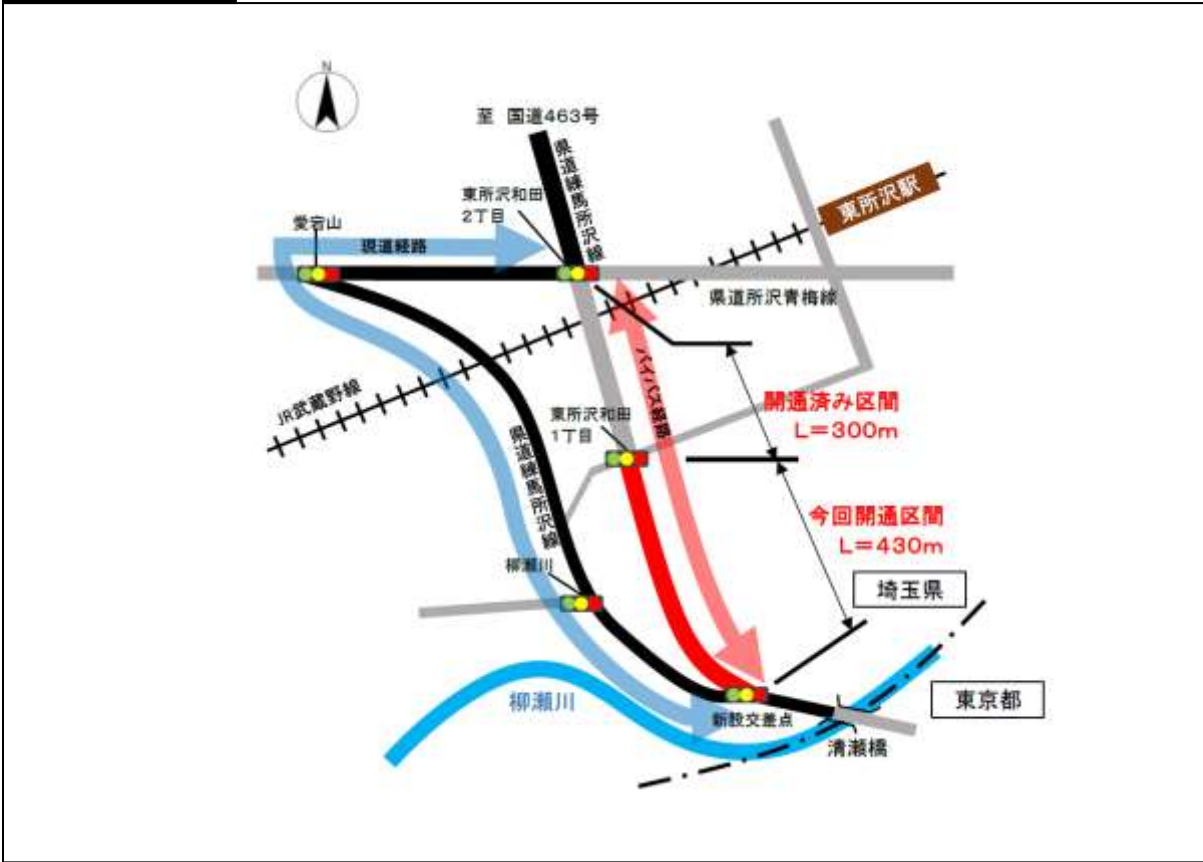 N
至 国道463号
県道練馬所沢線
東所沢和田
2丁目
愛宕山
現道経路
東所沢駅
県道所沢青梅線
JR武蔵野線
バイパス経路
開通済み区間
L=300m
東所沢和田
1丁目
県道練馬所沢線
今回開通区間
L=430m
柳瀬川
埼玉県
柳瀬川
新設交差点
東京都
清瀬橋